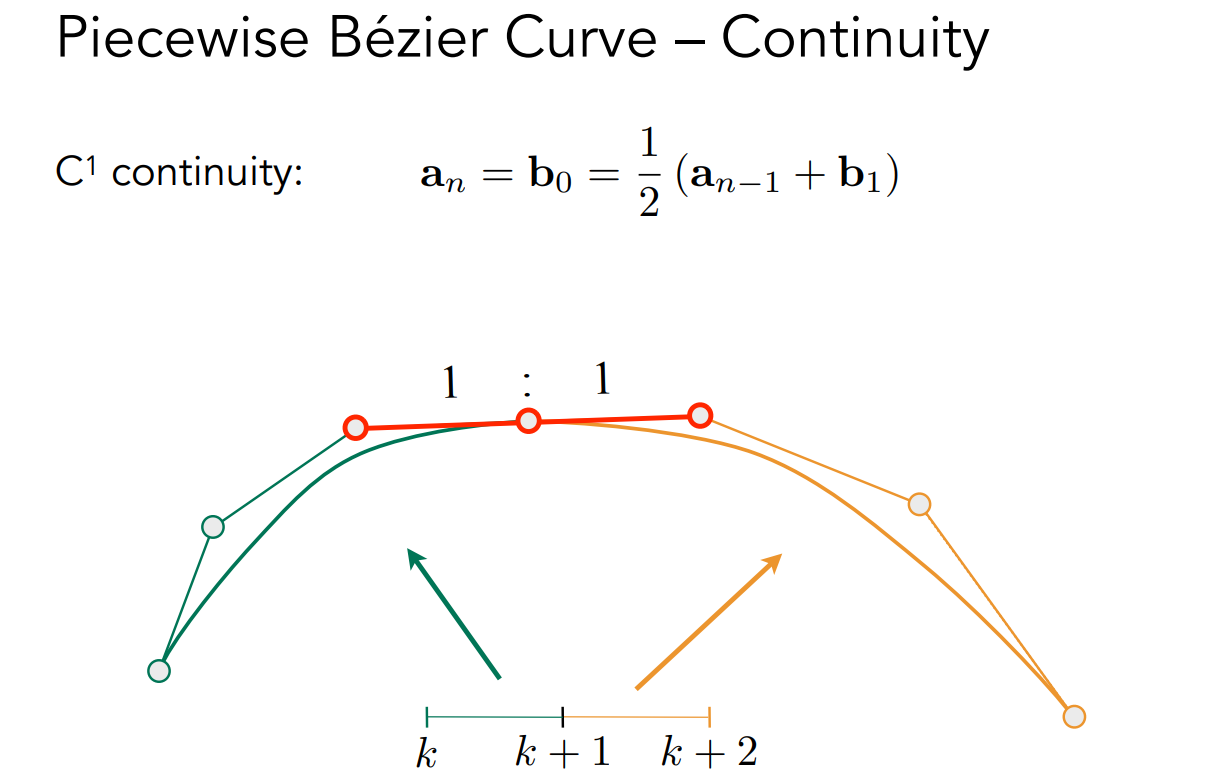 Piecewise Bézier Curve – Continuity
C¹ continuity: aₙ = b₀ = 1/2 (aₙ₋₁ + b₁)
1 : 1
k k + 1 k + 2